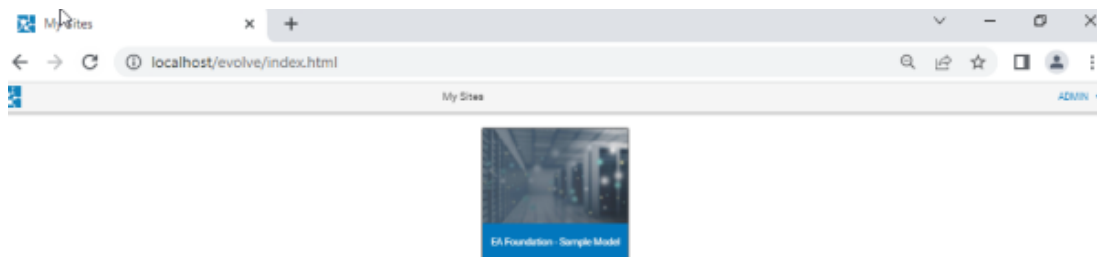 My Sites
localhost/evolve/index.html
My Sites
ADMIN
EA Foundation - Sample Model